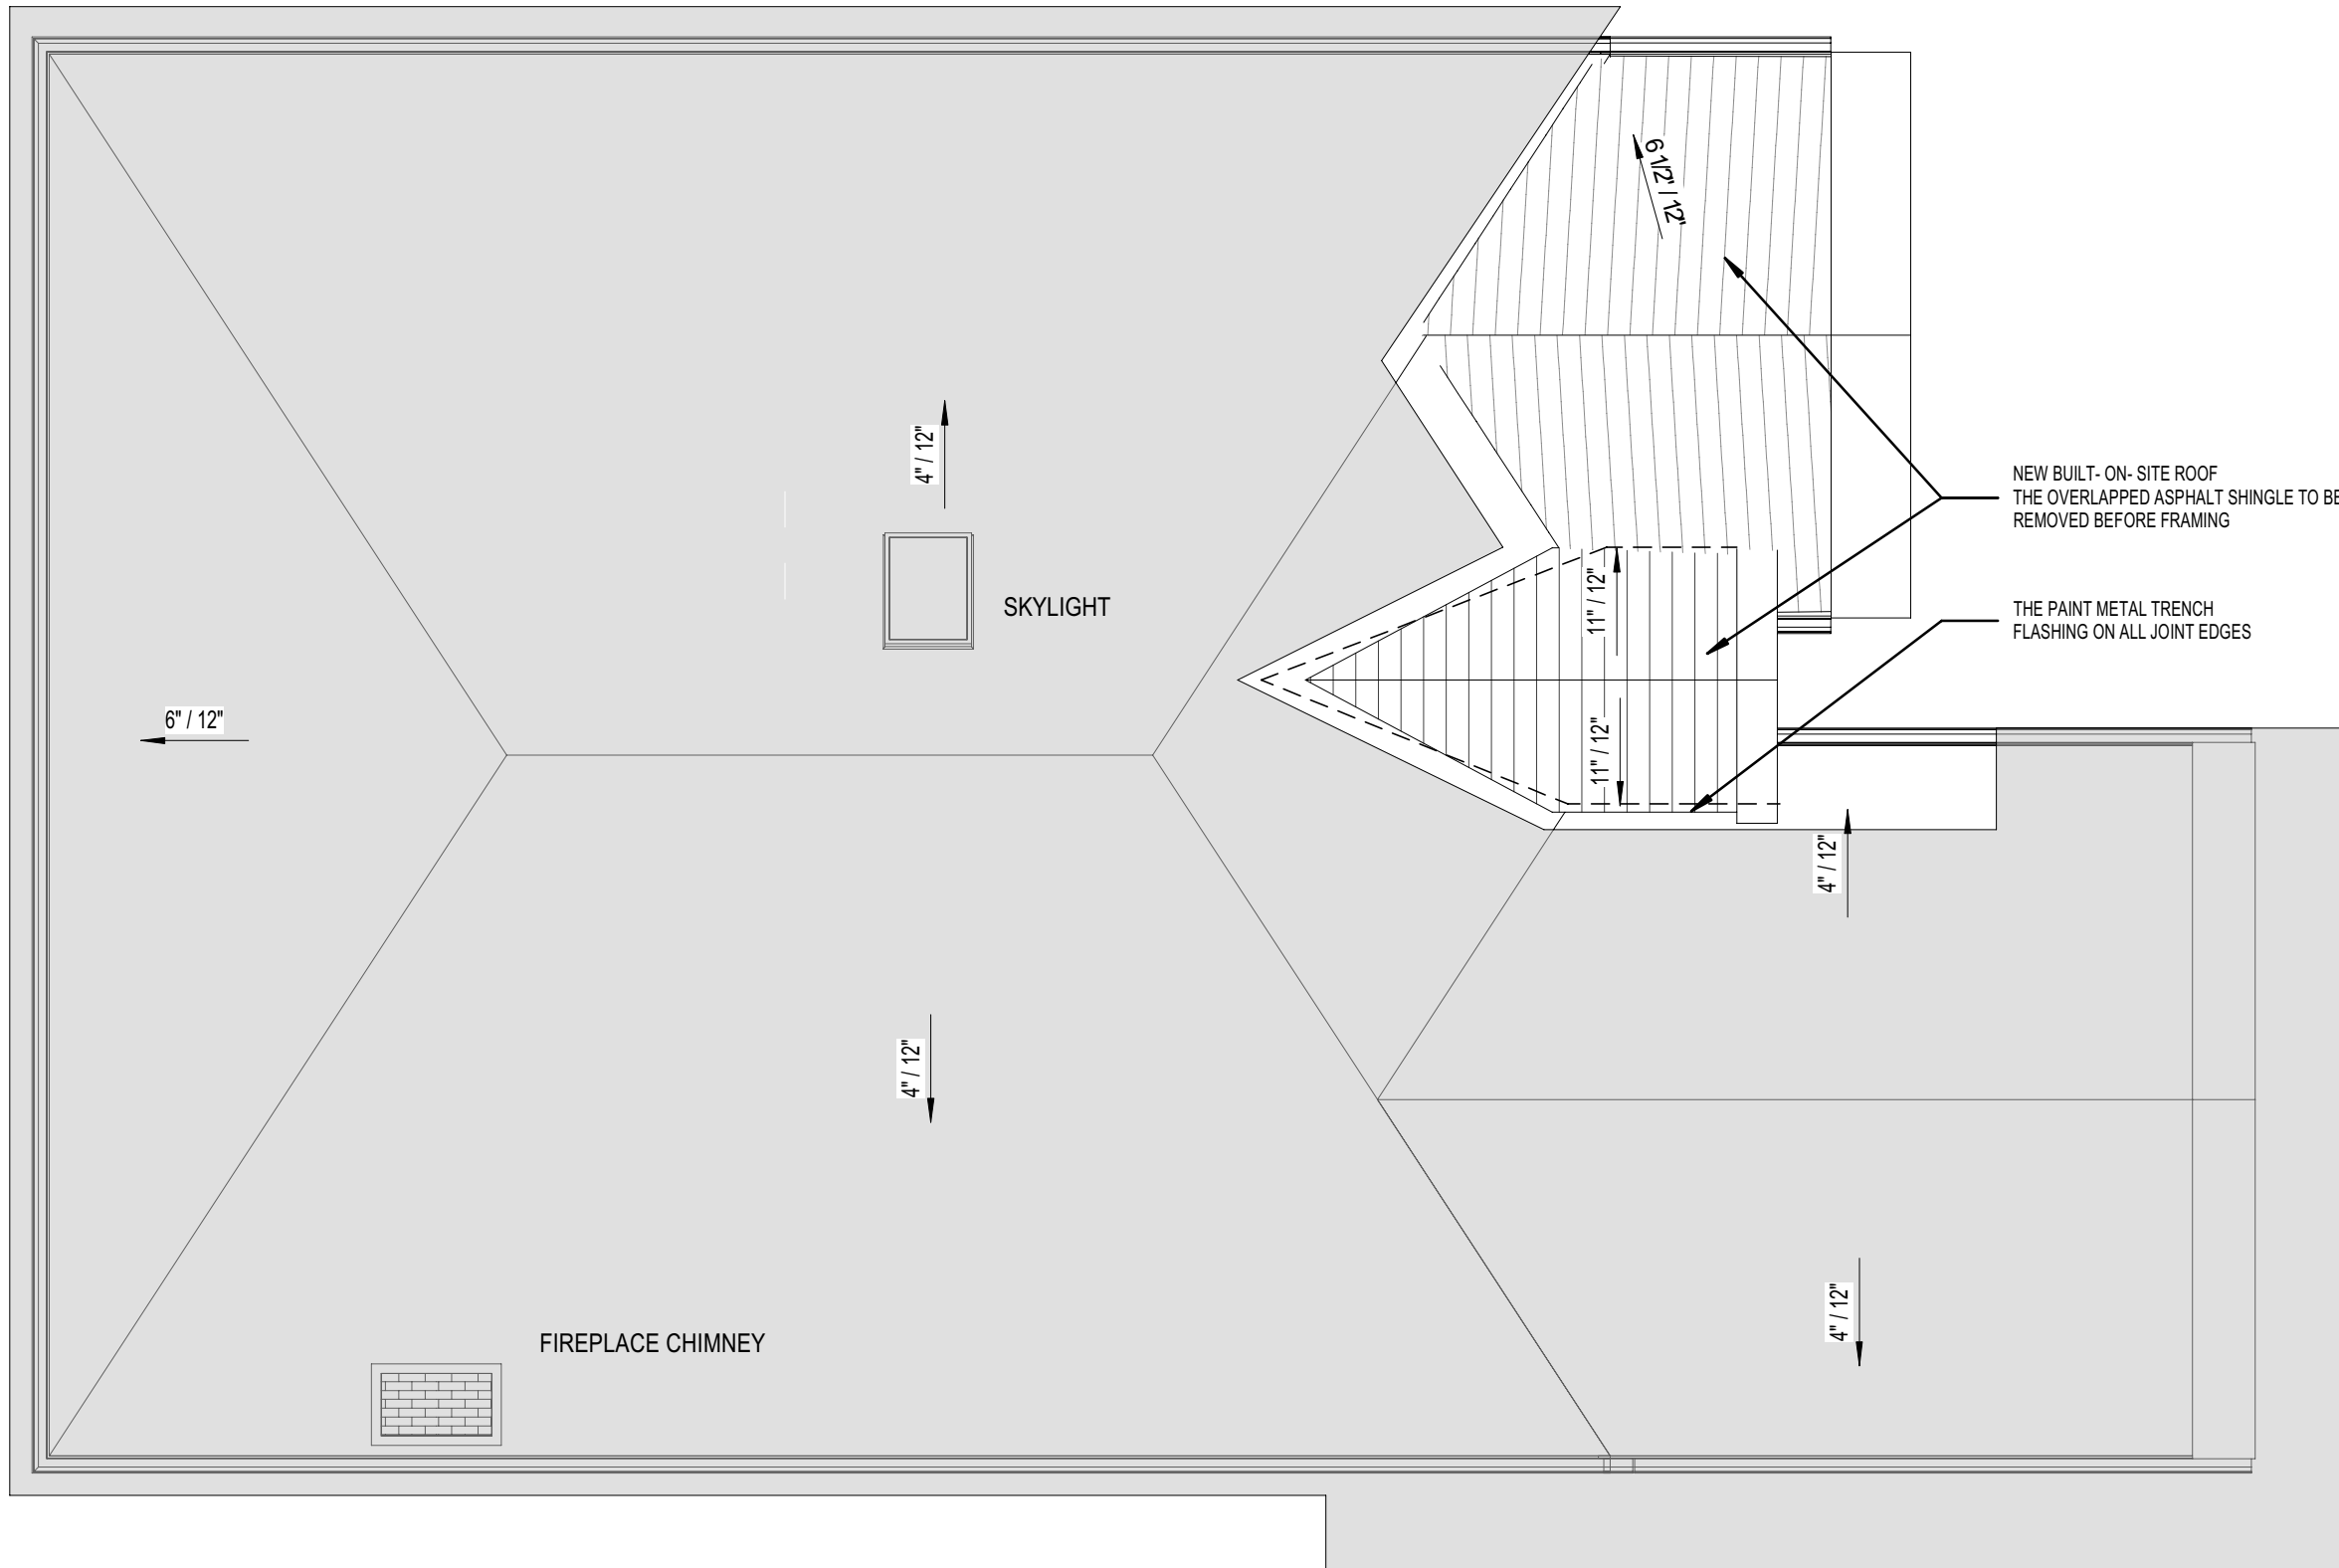 6 1/2' / 12"
4" / 12"
NEW BUILT- ON- SITE ROOF
THE OVERLAPPED ASPHALT SHINGLE TO BE
REMOVED BEFORE FRAMING
SKYLIGHT
11" / 12"
THE PAINT METAL TRENCH
FLASHING ON ALL JOINT EDGES
6" / 12"
11" / 12"
4" / 12"
4" / 12"
4" / 12"
FIREPLACE CHIMNEY